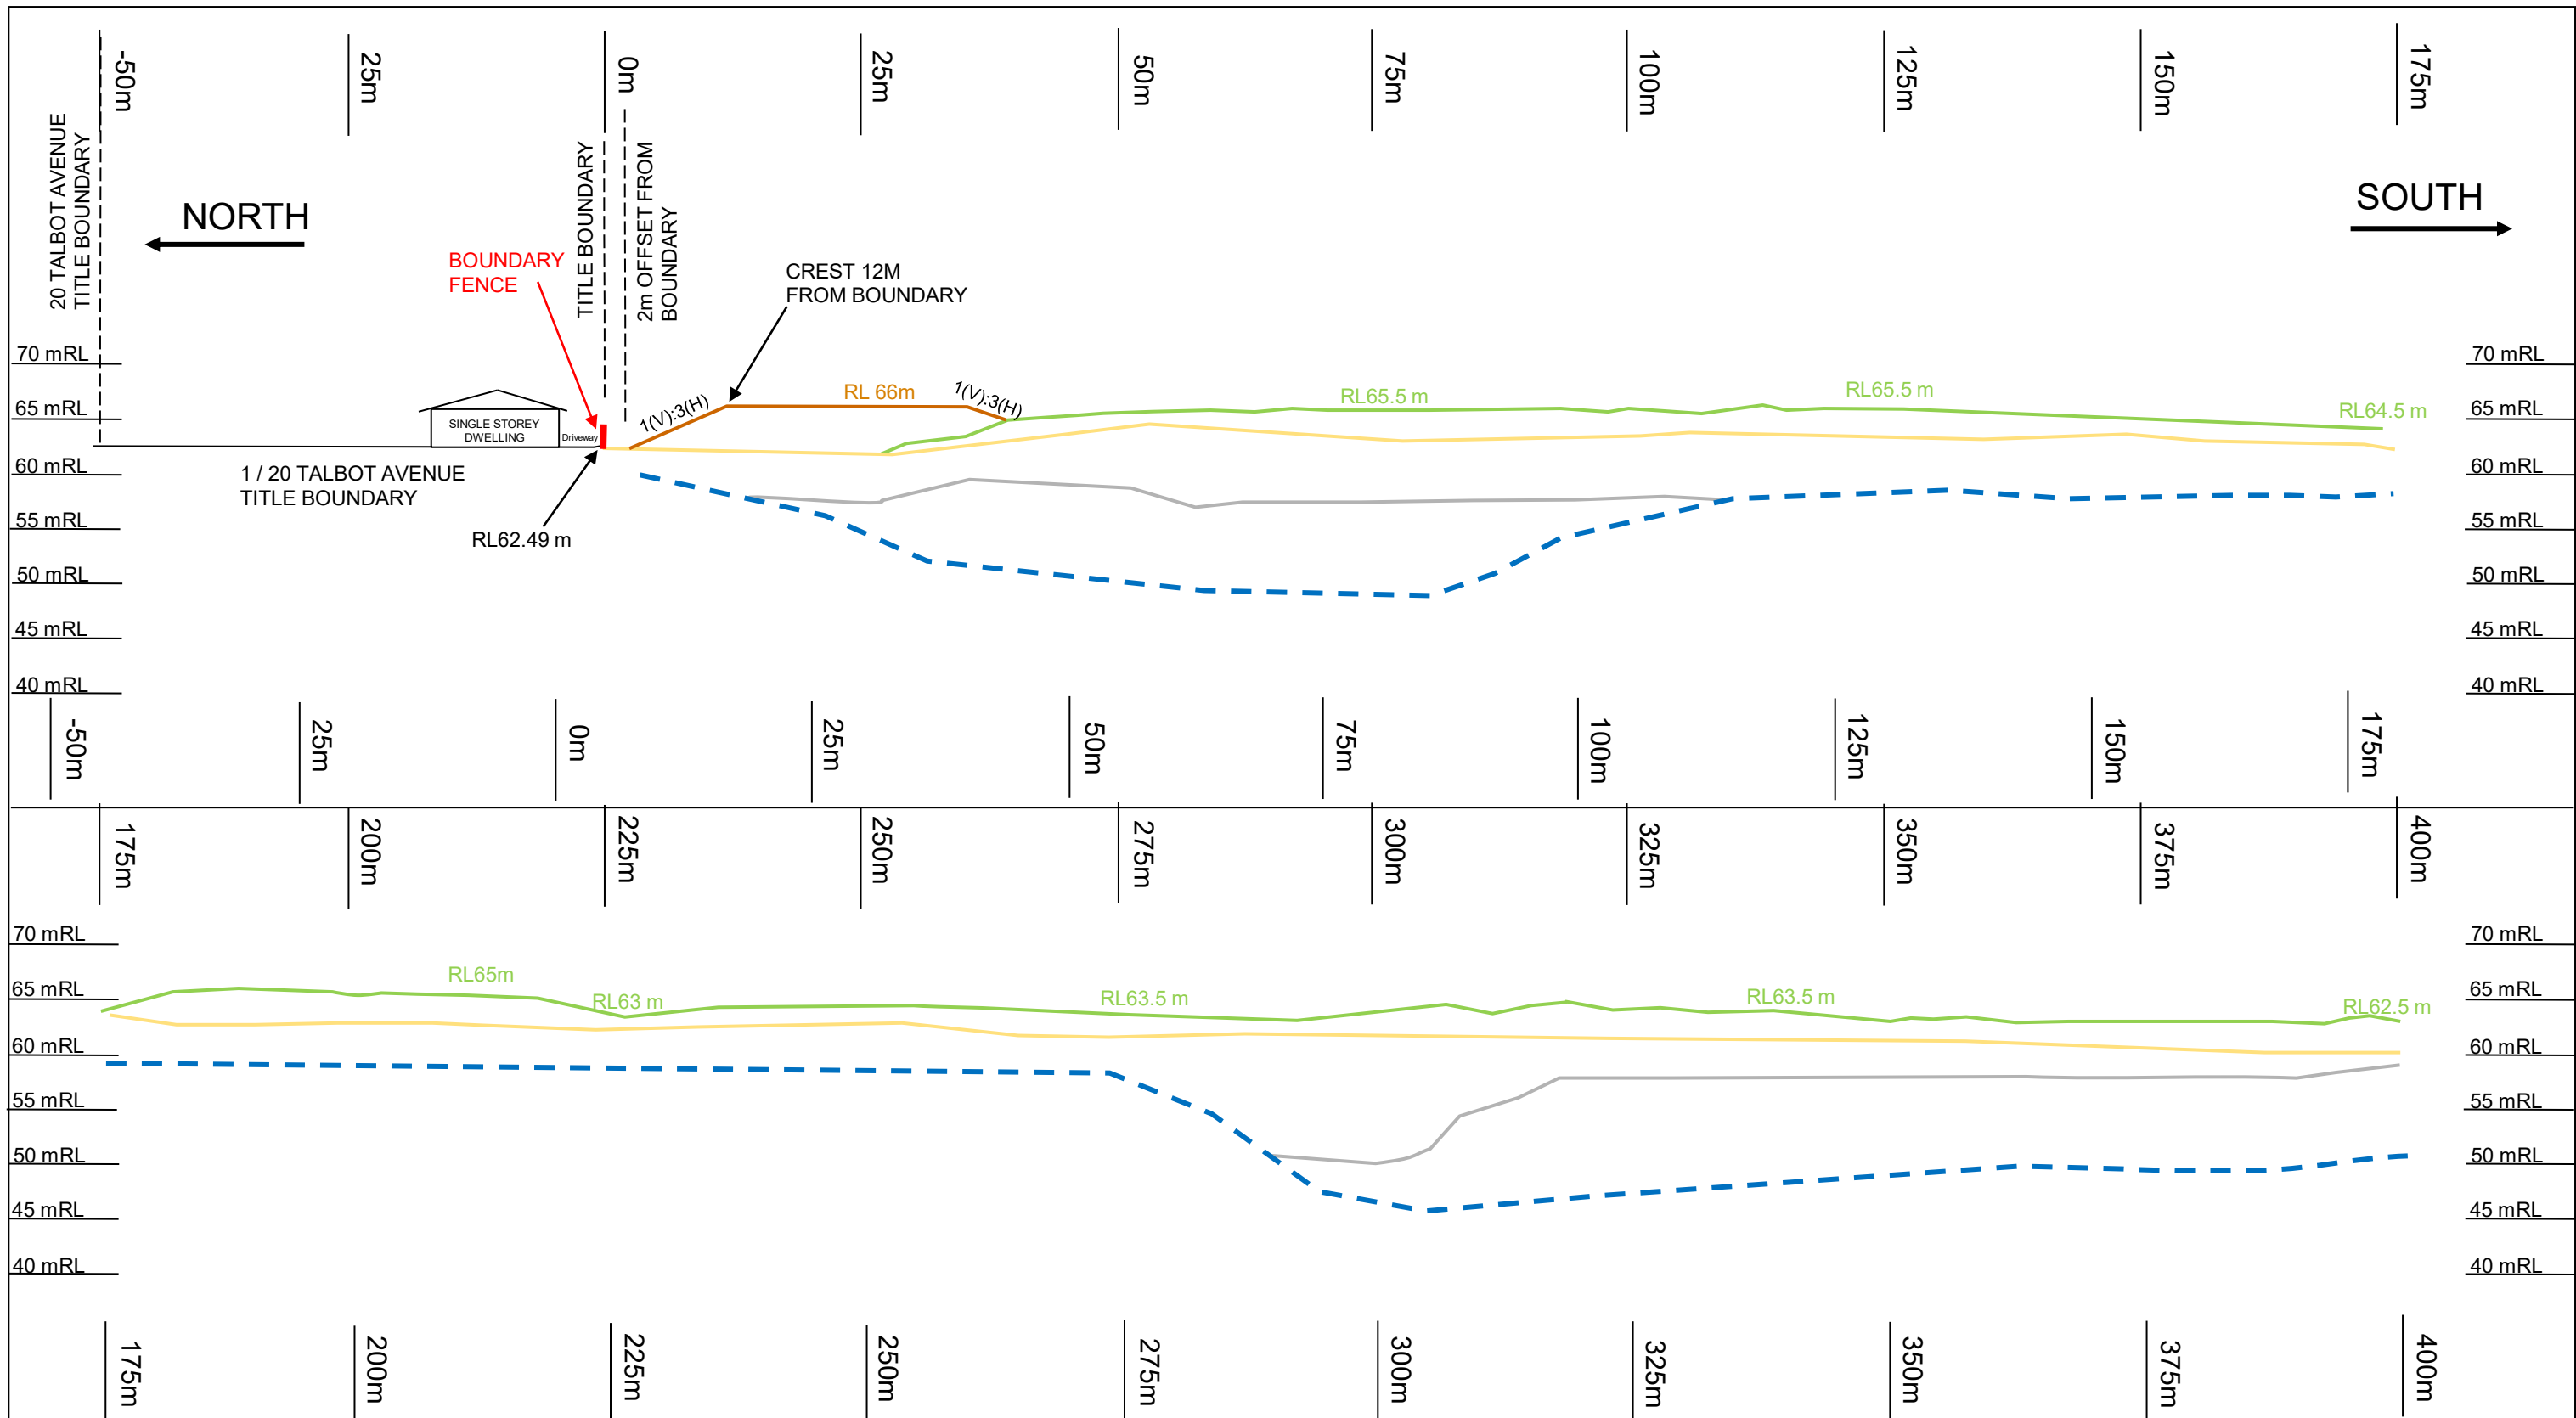 -50m
25m
0m
25m
50m
75m
100m
125m
150m
175m
20 TALBOT AVENUE
TITLE BOUNDARY
NORTH
TITLE BOUNDARY
2m OFFSET FROM
BOUNDARY
SOUTH
BOUNDARY
FENCE
CREST 12M
FROM BOUNDARY
70 mRL
70 mRL
1(V):3(H)
RL 66m
1(V):3(H)
RL65.5 m
RL65.5 m
RL64.5 m
65 mRL
65 mRL
SINGLE STOREY
DWELLING
Driveway
60 mRL
60 mRL
1 / 20 TALBOT AVENUE
TITLE BOUNDARY
RL62.49 m
55 mRL
55 mRL
50 mRL
50 mRL
45 mRL
45 mRL
40 mRL
40 mRL
-50m
25m
0m
25m
50m
75m
100m
125m
150m
175m
175m
200m
225m
250m
275m
300m
325m
350m
375m
400m
70 mRL
70 mRL
RL65m
RL63 m
RL63.5 m
RL63.5 m
RL62.5 m
65 mRL
65 mRL
60 mRL
60 mRL
55 mRL
55 mRL
50 mRL
50 mRL
45 mRL
45 mRL
40 mRL
40 mRL
175m
200m
225m
250m
275m
300m
325m
350m
375m
400m